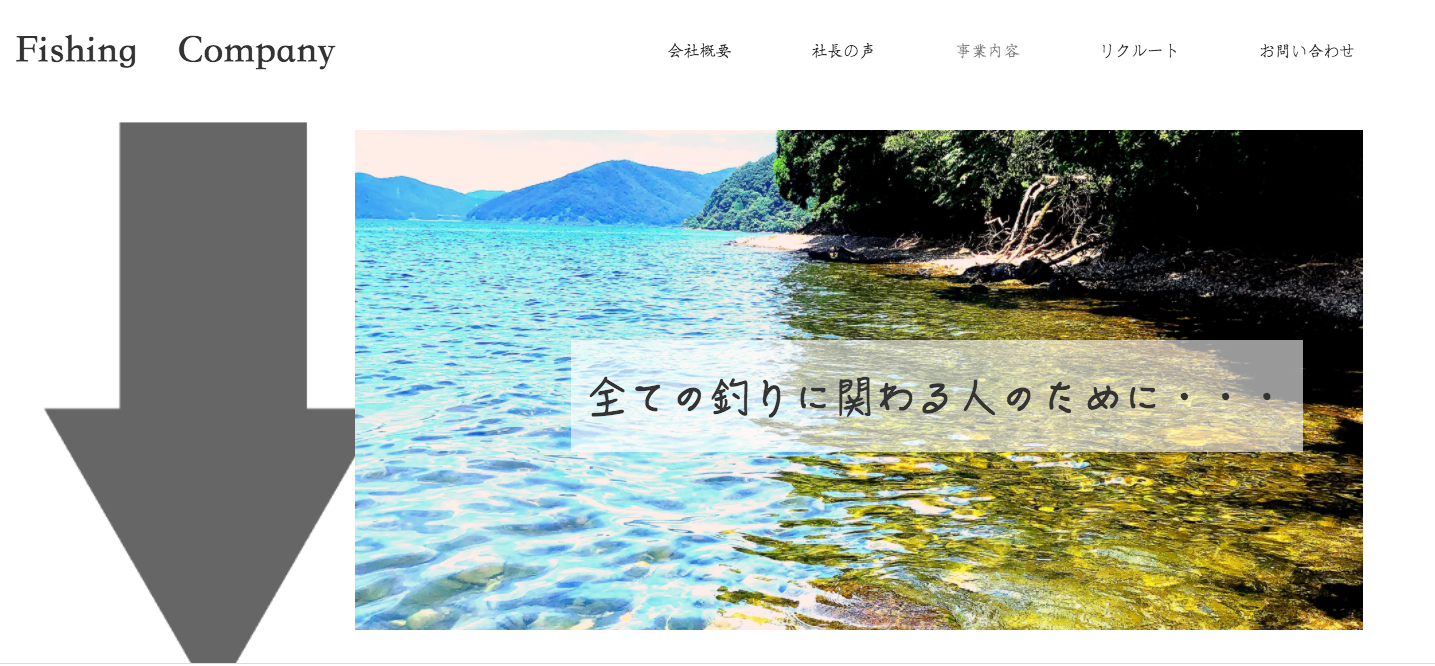 Fishing　Company
会社概要
社長の声
事業内容
リクルート
お問い合わせ
全ての釣りに関わる人のために・・・